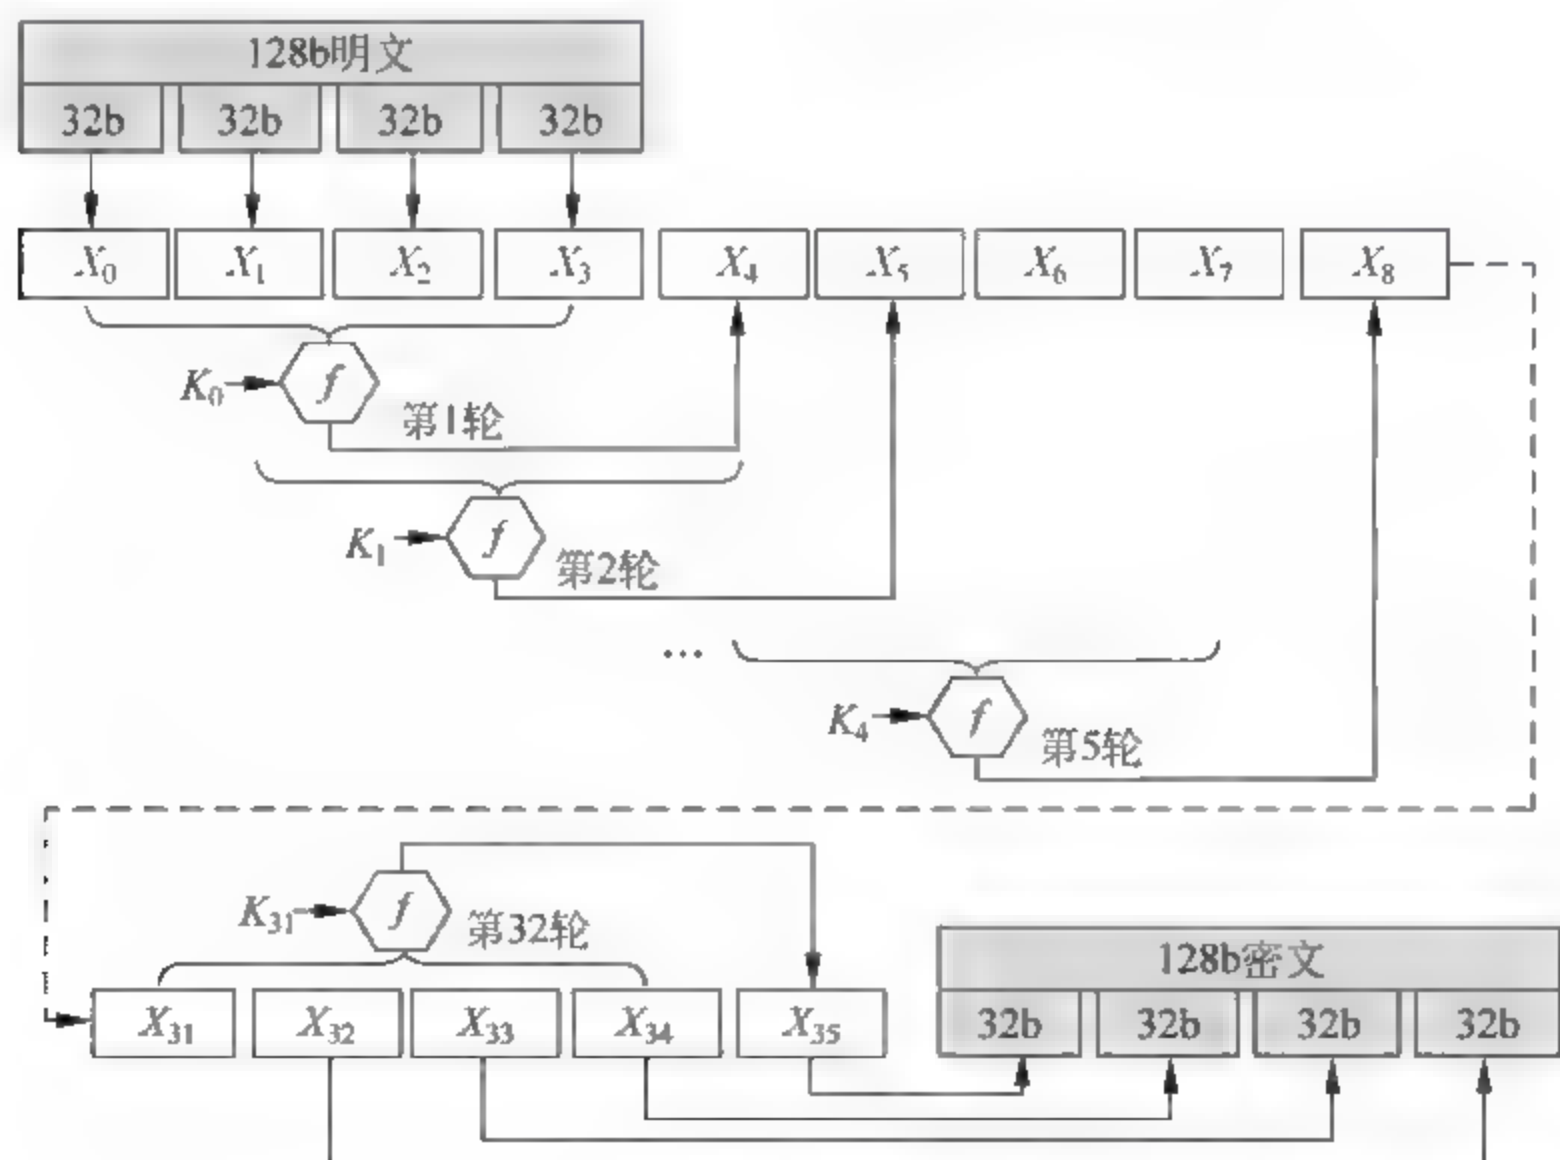 128b明文
32b 32b 32b 32b
X₀ X₁ X₂ X₃ X₄ X₅ X₆ X₇ X₈
K₀ f 第1轮
K₁ f 第2轮
…
K₄ f 第5轮
K₃₁ f 第32轮
128b密文
X₃₁ X₃₂ X₃₃ X₃₄ X₃₅ 32b 32b 32b 32b